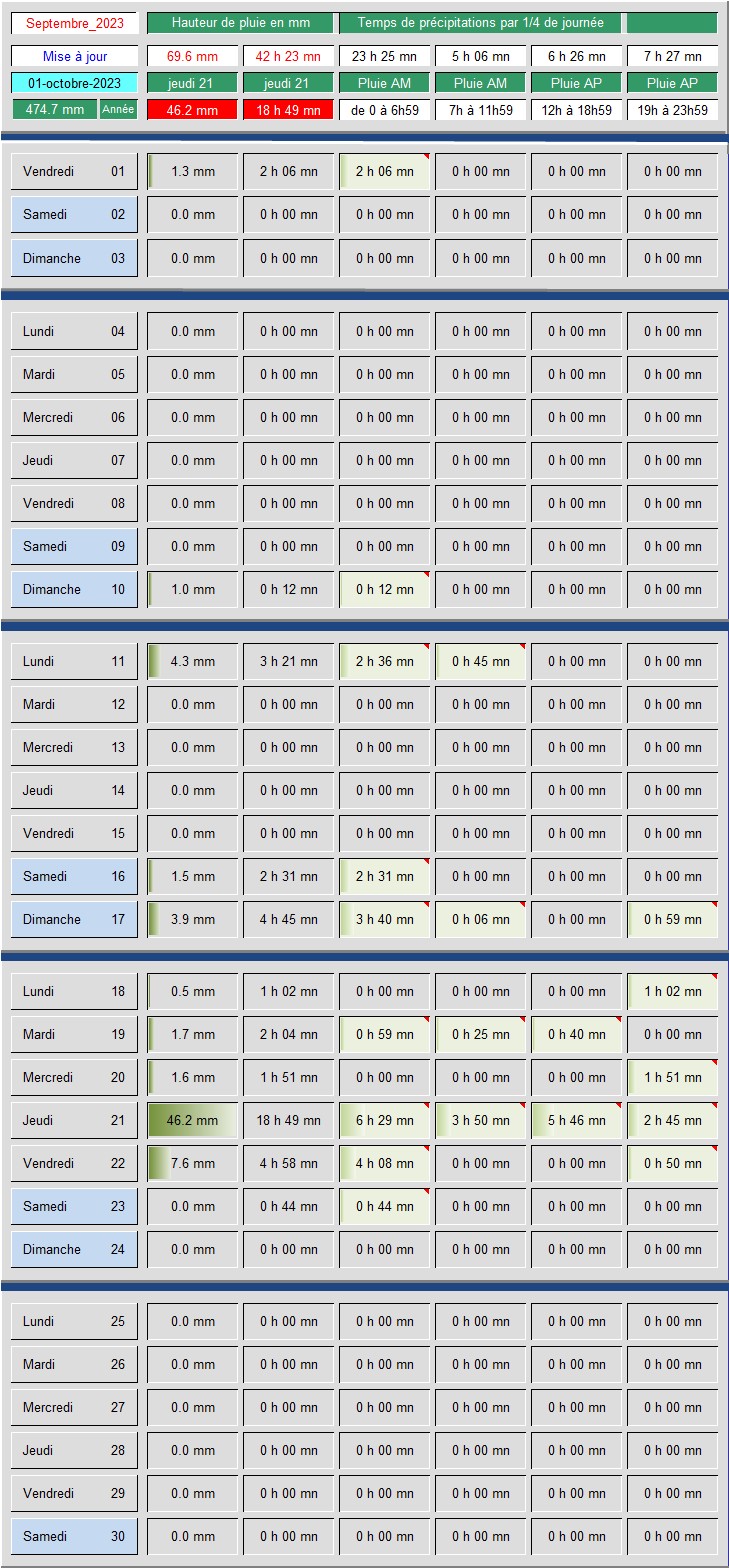 Septembre_2023 Hauteur de pluie en mm Temps de précipitations par 1/4 de journée
Mise à jour 69.6 mm 42 h 23 mn 23 h 25 mn 5 h 06 mn 6 h 26 mn 7 h 27 mn
01-octobre-2023 jeudi 21 jeudi 21 Pluie AM Pluie AM Pluie AP Pluie AP
474.7 mm Année 46.2 mm 18 h 49 mn de 0 à 6h59 7h à 11h59 12h à 18h59 19h à 23h59
Vendredi 01 1.3 mm 2 h 06 mn 2 h 06 mn 0 h 00 mn 0 h 00 mn 0 h 00 mn
Samedi 02 0.0 mm 0 h 00 mn 0 h 00 mn 0 h 00 mn 0 h 00 mn 0 h 00 mn
Dimanche 03 0.0 mm 0 h 00 mn 0 h 00 mn 0 h 00 mn 0 h 00 mn 0 h 00 mn
Lundi 04 0.0 mm 0 h 00 mn 0 h 00 mn 0 h 00 mn 0 h 00 mn 0 h 00 mn
Mardi 05 0.0 mm 0 h 00 mn 0 h 00 mn 0 h 00 mn 0 h 00 mn 0 h 00 mn
Mercredi 06 0.0 mm 0 h 00 mn 0 h 00 mn 0 h 00 mn 0 h 00 mn 0 h 00 mn
Jeudi 07 0.0 mm 0 h 00 mn 0 h 00 mn 0 h 00 mn 0 h 00 mn 0 h 00 mn
Vendredi 08 0.0 mm 0 h 00 mn 0 h 00 mn 0 h 00 mn 0 h 00 mn 0 h 00 mn
Samedi 09 0.0 mm 0 h 00 mn 0 h 00 mn 0 h 00 mn 0 h 00 mn 0 h 00 mn
Dimanche 10 1.0 mm 0 h 12 mn 0 h 12 mn 0 h 00 mn 0 h 00 mn 0 h 00 mn
Lundi 11 4.3 mm 3 h 21 mn 2 h 36 mn 0 h 45 mn 0 h 00 mn 0 h 00 mn
Mardi 12 0.0 mm 0 h 00 mn 0 h 00 mn 0 h 00 mn 0 h 00 mn 0 h 00 mn
Mercredi 13 0.0 mm 0 h 00 mn 0 h 00 mn 0 h 00 mn 0 h 00 mn 0 h 00 mn
Jeudi 14 0.0 mm 0 h 00 mn 0 h 00 mn 0 h 00 mn 0 h 00 mn 0 h 00 mn
Vendredi 15 0.0 mm 0 h 00 mn 0 h 00 mn 0 h 00 mn 0 h 00 mn 0 h 00 mn
Samedi 16 1.5 mm 2 h 31 mn 2 h 31 mn 0 h 00 mn 0 h 00 mn 0 h 00 mn
Dimanche 17 3.9 mm 4 h 45 mn 3 h 40 mn 0 h 06 mn 0 h 00 mn 0 h 59 mn
Lundi 18 0.5 mm 1 h 02 mn 0 h 00 mn 0 h 00 mn 0 h 00 mn 1 h 02 mn
Mardi 19 1.7 mm 2 h 04 mn 0 h 59 mn 0 h 25 mn 0 h 40 mn 0 h 00 mn
Mercredi 20 1.6 mm 1 h 51 mn 0 h 00 mn 0 h 00 mn 0 h 00 mn 1 h 51 mn
Jeudi 21 46.2 mm 18 h 49 mn 6 h 29 mn 3 h 50 mn 5 h 46 mn 2 h 45 mn
Vendredi 22 7.6 mm 4 h 58 mn 4 h 08 mn 0 h 00 mn 0 h 00 mn 0 h 50 mn
Samedi 23 0.0 mm 0 h 44 mn 0 h 44 mn 0 h 00 mn 0 h 00 mn 0 h 00 mn
Dimanche 24 0.0 mm 0 h 00 mn 0 h 00 mn 0 h 00 mn 0 h 00 mn 0 h 00 mn
Lundi 25 0.0 mm 0 h 00 mn 0 h 00 mn 0 h 00 mn 0 h 00 mn 0 h 00 mn
Mardi 26 0.0 mm 0 h 00 mn 0 h 00 mn 0 h 00 mn 0 h 00 mn 0 h 00 mn
Mercredi 27 0.0 mm 0 h 00 mn 0 h 00 mn 0 h 00 mn 0 h 00 mn 0 h 00 mn
Jeudi 28 0.0 mm 0 h 00 mn 0 h 00 mn 0 h 00 mn 0 h 00 mn 0 h 00 mn
Vendredi 29 0.0 mm 0 h 00 mn 0 h 00 mn 0 h 00 mn 0 h 00 mn 0 h 00 mn
Samedi 30 0.0 mm 0 h 00 mn 0 h 00 mn 0 h 00 mn 0 h 00 mn 0 h 00 mn